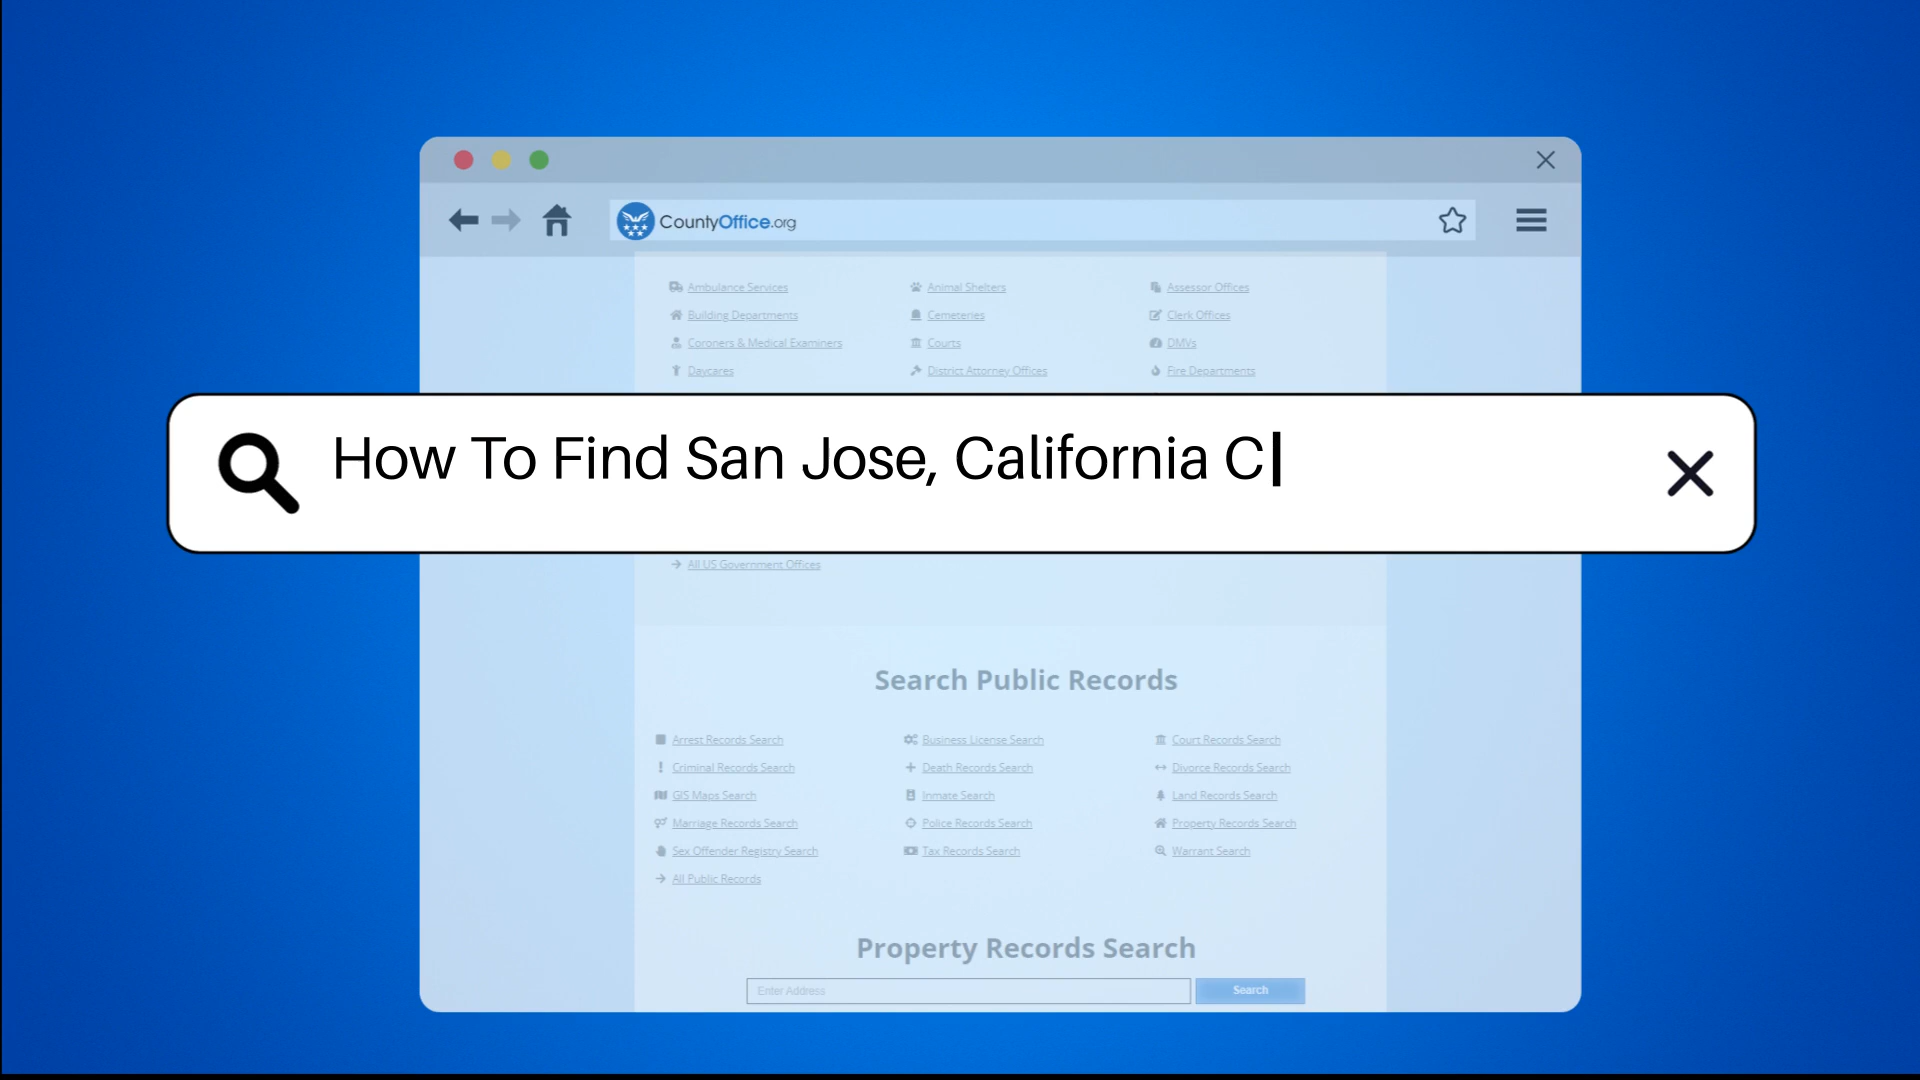 CountyOffice.org
Ambulance Services Animal Shelters Assessor Offices
Building Departments Cemeteries Clerk Offices
Coroners & Medical Examiners Courts DMVs
Daycares District Attorney Offices Fire Departments
How To Find San Jose, California C
All US Government Offices
Search Public Records
Arrest Records Search Business License Search Court Records Search
Criminal Records Search Death Records Search Divorce Records Search
GIS Maps Search Inmate Search Land Records Search
Marriage Records Search Police Records Search Property Records Search
Sex Offender Registry Search Tax Records Search Warrant Search
All Public Records
Property Records Search
Enter Address Search